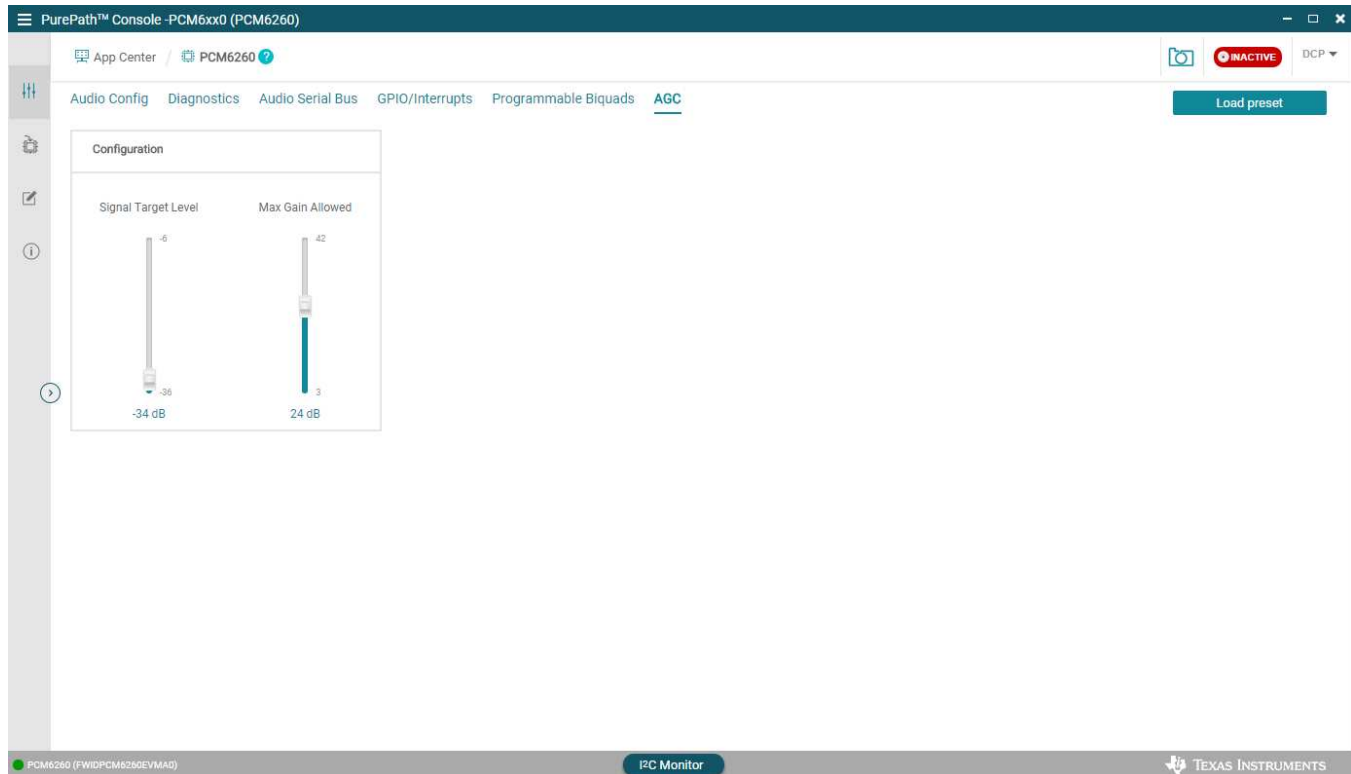 PurePath™ Console -PCM6xx0 (PCM6260)
App Center / PCM6260 ?
INACTIVE
DCP
Audio Config Diagnostics Audio Serial Bus GPIO/Interrupts Programmable Biquads AGC
Load preset
Configuration
Signal Target Level Max Gain Allowed
-6 42
-36 3
-34 dB 24 dB
PCM6260 (FWIDPCM6260EVMA0)
I²C Monitor
TEXAS INSTRUMENTS